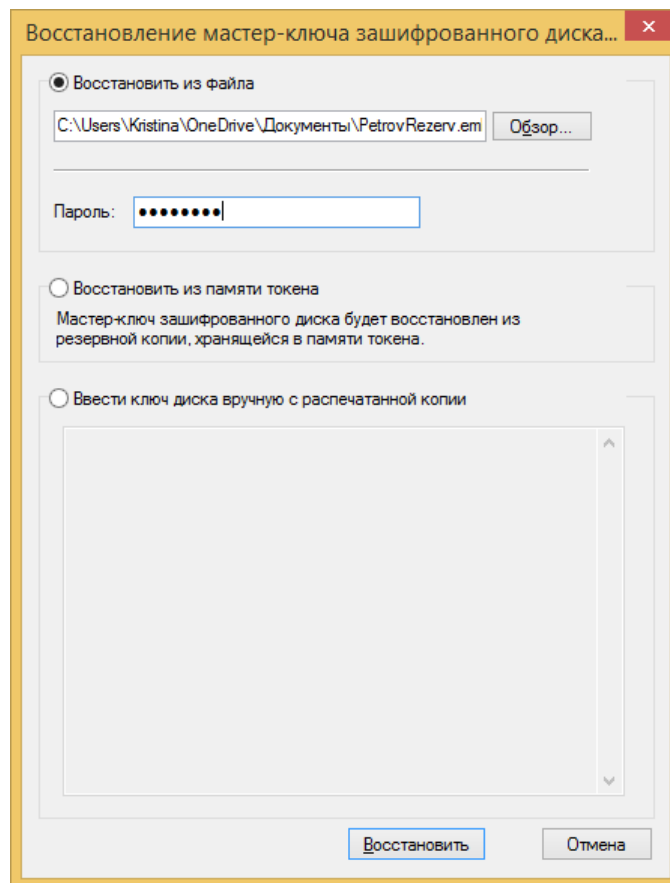 Восстановление мастер-ключа зашифрованного диска...
Восстановить из файла
C:\Users\Kristina\OneDrive\Документы\PetrovRezerv.em
Обзор...
Пароль: ●●●●●●●●
Восстановить из памяти токена
Мастер-ключ зашифрованного диска будет восстановлен из
резервной копии, хранящейся в памяти токена.
Ввести ключ диска вручную с распечатанной копии
Восстановить
Отмена